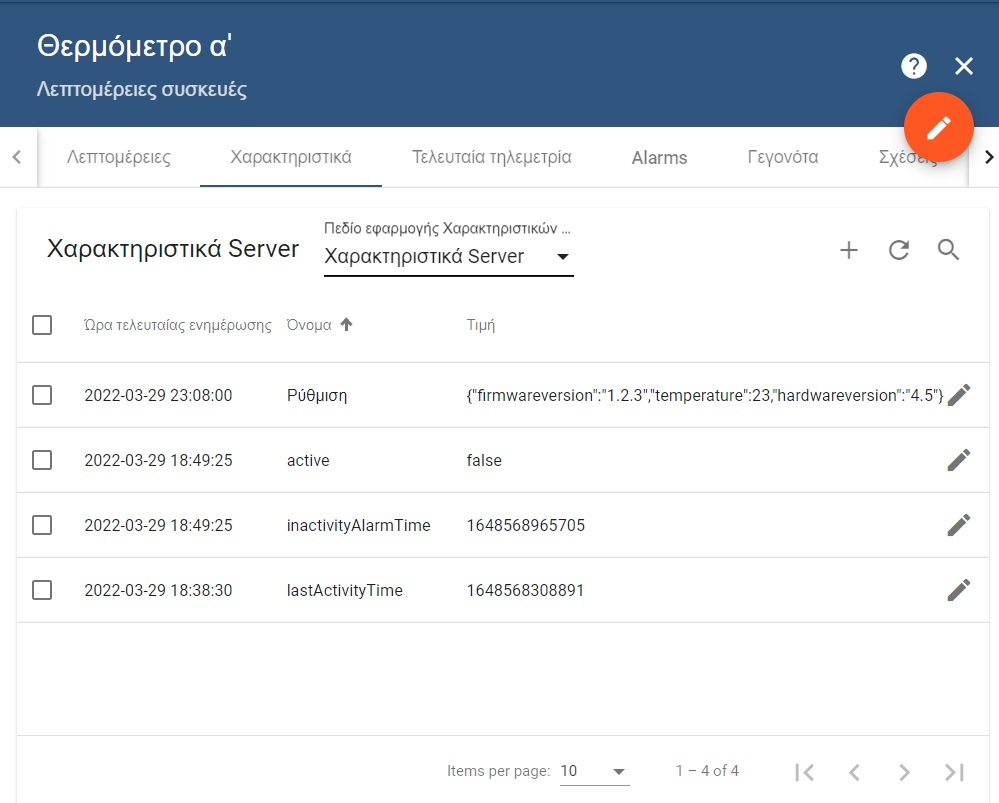 Θερμόμετρο α'
Λεπτομέρειες συσκευές
?
Λεπτομέρειες Χαρακτηριστικά Τελευταία τηλεμετρία Alarms Γεγονότα Σχέσεις
Χαρακτηριστικά Server
Πεδίο εφαρμογής Χαρακτηριστικών ...
Χαρακτηριστικά Server
Ώρα τελευταίας ενημέρωσης Όνομα Τιμή
2022-03-29 23:08:00 Ρύθμιση {"firmwareversion":"1.2.3","temperature":23,"hardwareversion":"4.5"}
2022-03-29 18:49:25 active false
2022-03-29 18:49:25 inactivityAlarmTime 1648568965705
2022-03-29 18:38:30 lastActivityTime 1648568308891
Items per page: 10 1 – 4 of 4